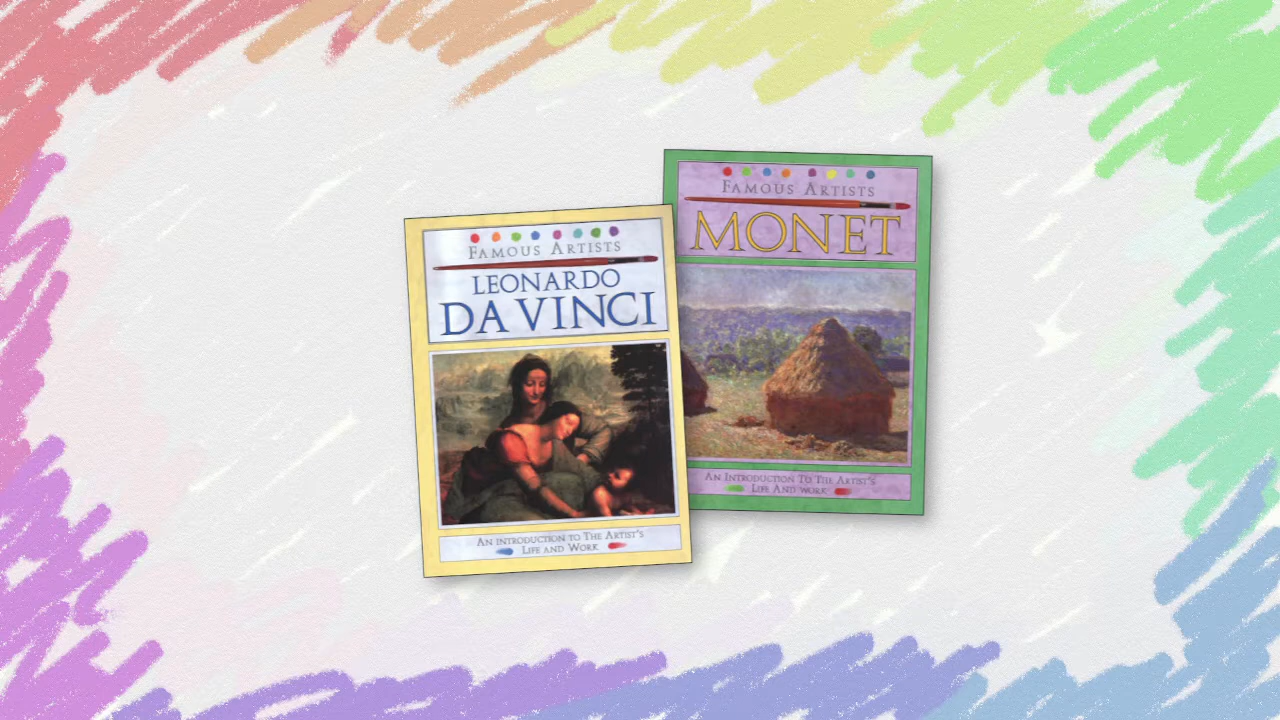 FAMOUS ARTISTS
LEONARDO
DA VINCI
AN INTRODUCTION TO THE ARTIST'S
LIFE AND WORK
FAMOUS ARTISTS
MONET
AN INTRODUCTION TO THE ARTIST'S
LIFE AND WORK